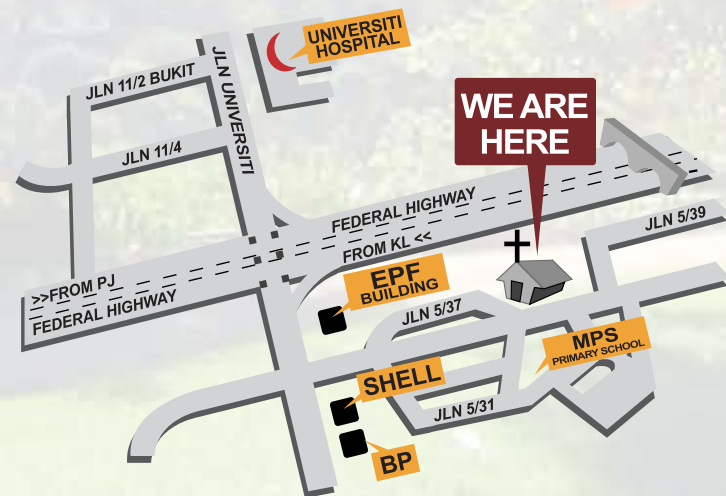 UNIVERSITI
HOSPITAL
JLN 11/2 BUKIT
JLN UNIVERSITI
JLN 11/4
WE ARE
HERE
FEDERAL HIGHWAY
FROM KL <<
JLN 5/39
>>FROM PJ
FEDERAL HIGHWAY
EPF
BUILDING
JLN 5/37
MPS
PRIMARY SCHOOL
SHELL
JLN 5/31
BP